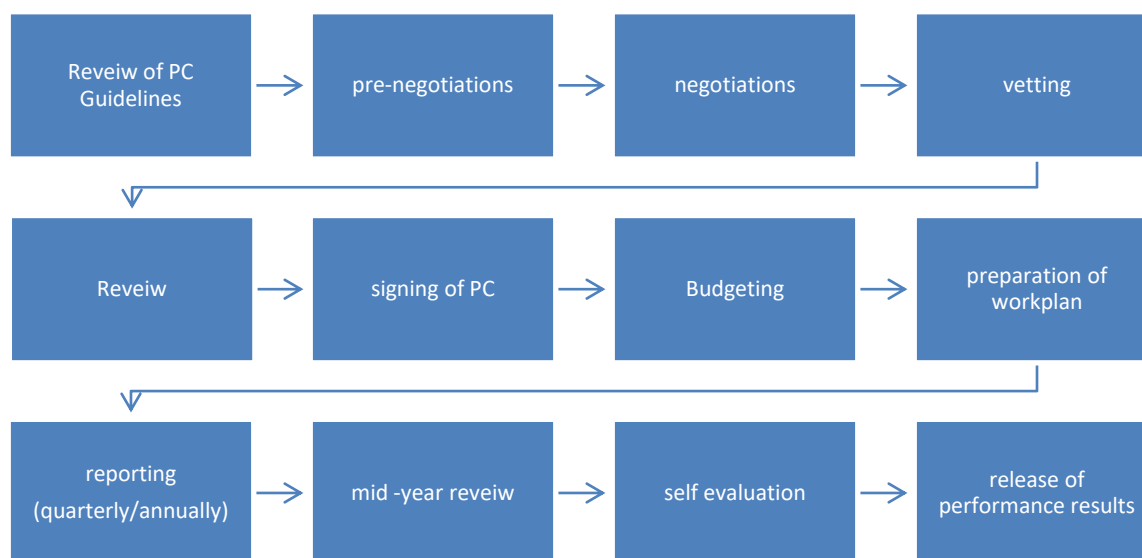 Reveiw of PC
Guidelines
pre-negotiations
negotiations
vetting
Reveiw
signing of PC
Budgeting
preparation of
workplan
reporting
(quarterly/annually)
mid -year reveiw
self evaluation
release of
performance results